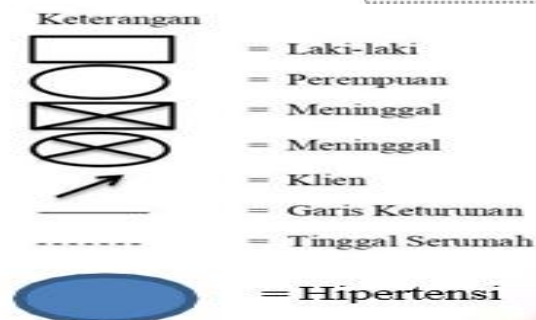 Keterangan
= Laki-laki
= Perempuan
= Meninggal
= Meninggal
= Klien
= Garis Keturunan
= Tinggal Serumah
= Hipertensi